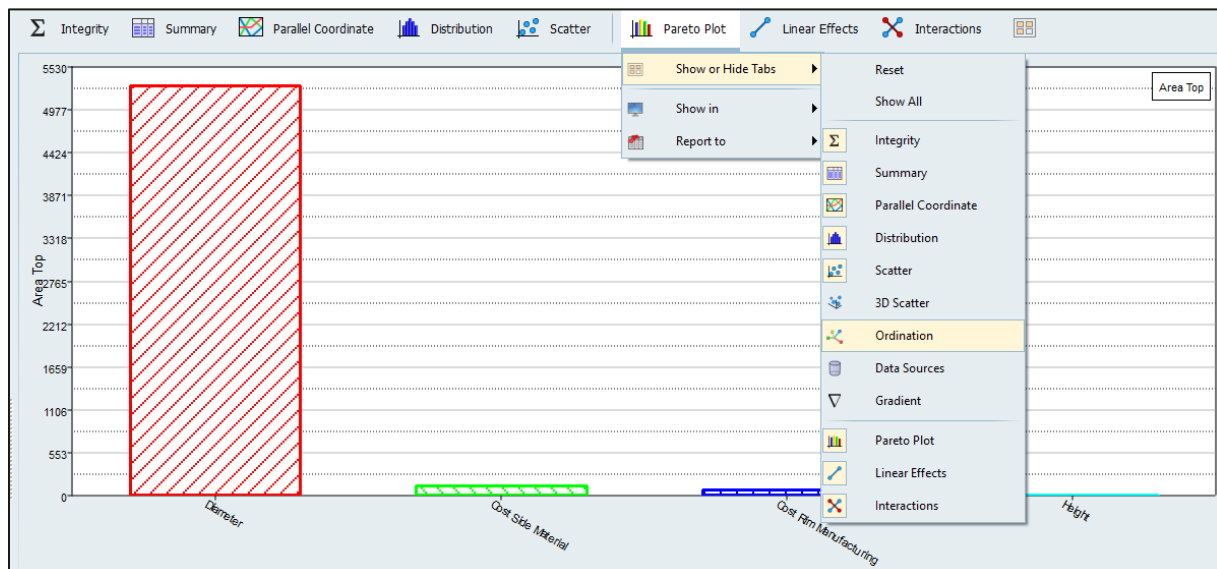 Integrity Summary Parallel Coordinate Distribution Scatter Pareto Plot Linear Effects Interactions
Show or Hide Tabs
Show in
Report to
Reset
Show All
Integrity
Summary
Parallel Coordinate
Distribution
Scatter
3D Scatter
Ordination
Data Sources
Gradient
Pareto Plot
Linear Effects
Interactions
Area Top
Area Top
5530
4977
4424
3871
3318
2765
2212
1659
1106
553
0
Diameter
Cost Side Material
Cost Rim Manufacturing
Height